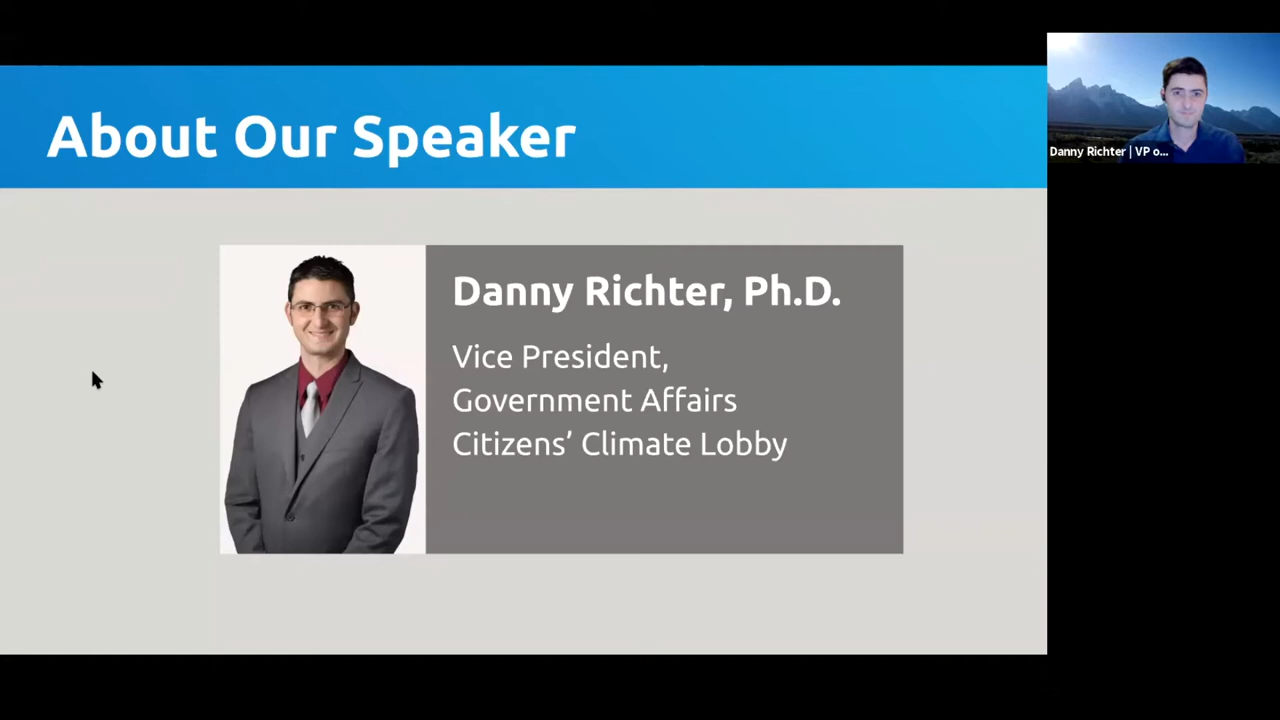 About Our Speaker
Danny Richter, Ph.D.
Vice President,
Government Affairs
Citizens’ Climate Lobby
Danny Richter | VP o...